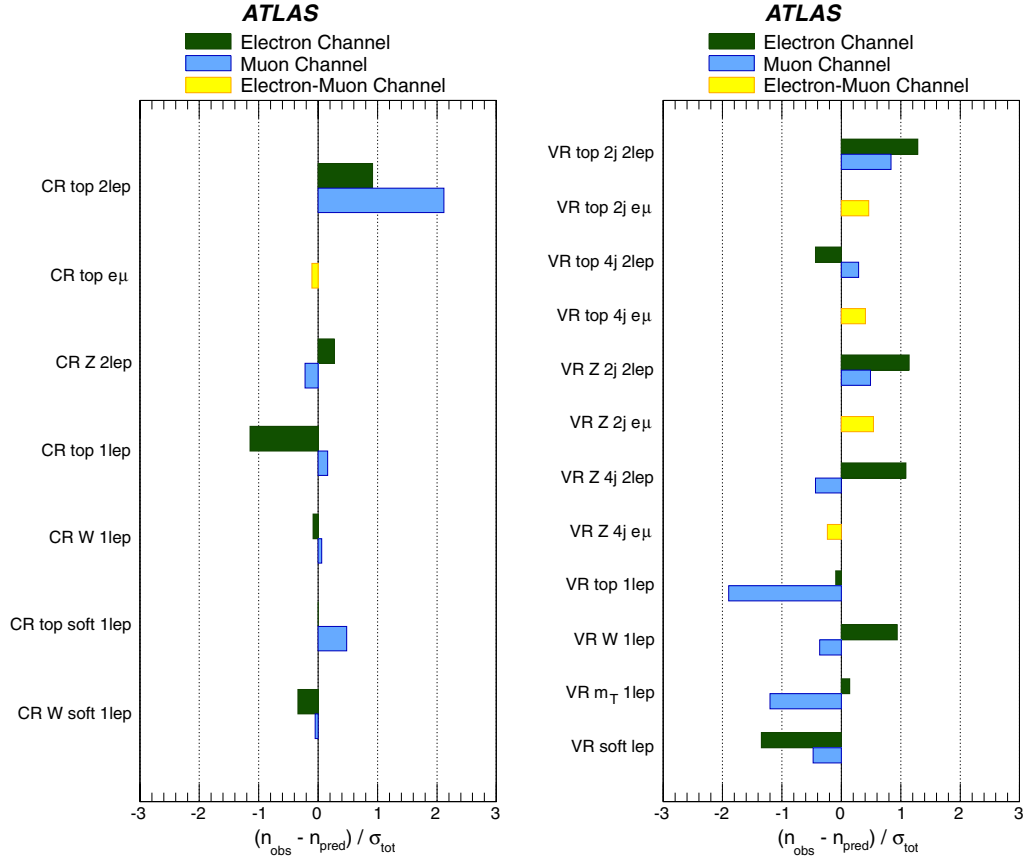 ATLAS
Electron Channel
Muon Channel
Electron-Muon Channel
CR top 2lep
CR top eμ
CR Z 2lep
CR top 1lep
CR W 1lep
CR top soft 1lep
CR W soft 1lep
-3 -2 -1 0 1 2 3
(n_obs - n_pred) / σ_tot
ATLAS
Electron Channel
Muon Channel
Electron-Muon Channel
VR top 2j 2lep
VR top 2j eμ
VR top 4j 2lep
VR top 4j eμ
VR Z 2j 2lep
VR Z 2j eμ
VR Z 4j 2lep
VR Z 4j eμ
VR top 1lep
VR W 1lep
VR m_T 1lep
VR soft lep
-3 -2 -1 0 1 2 3
(n_obs - n_pred) / σ_tot